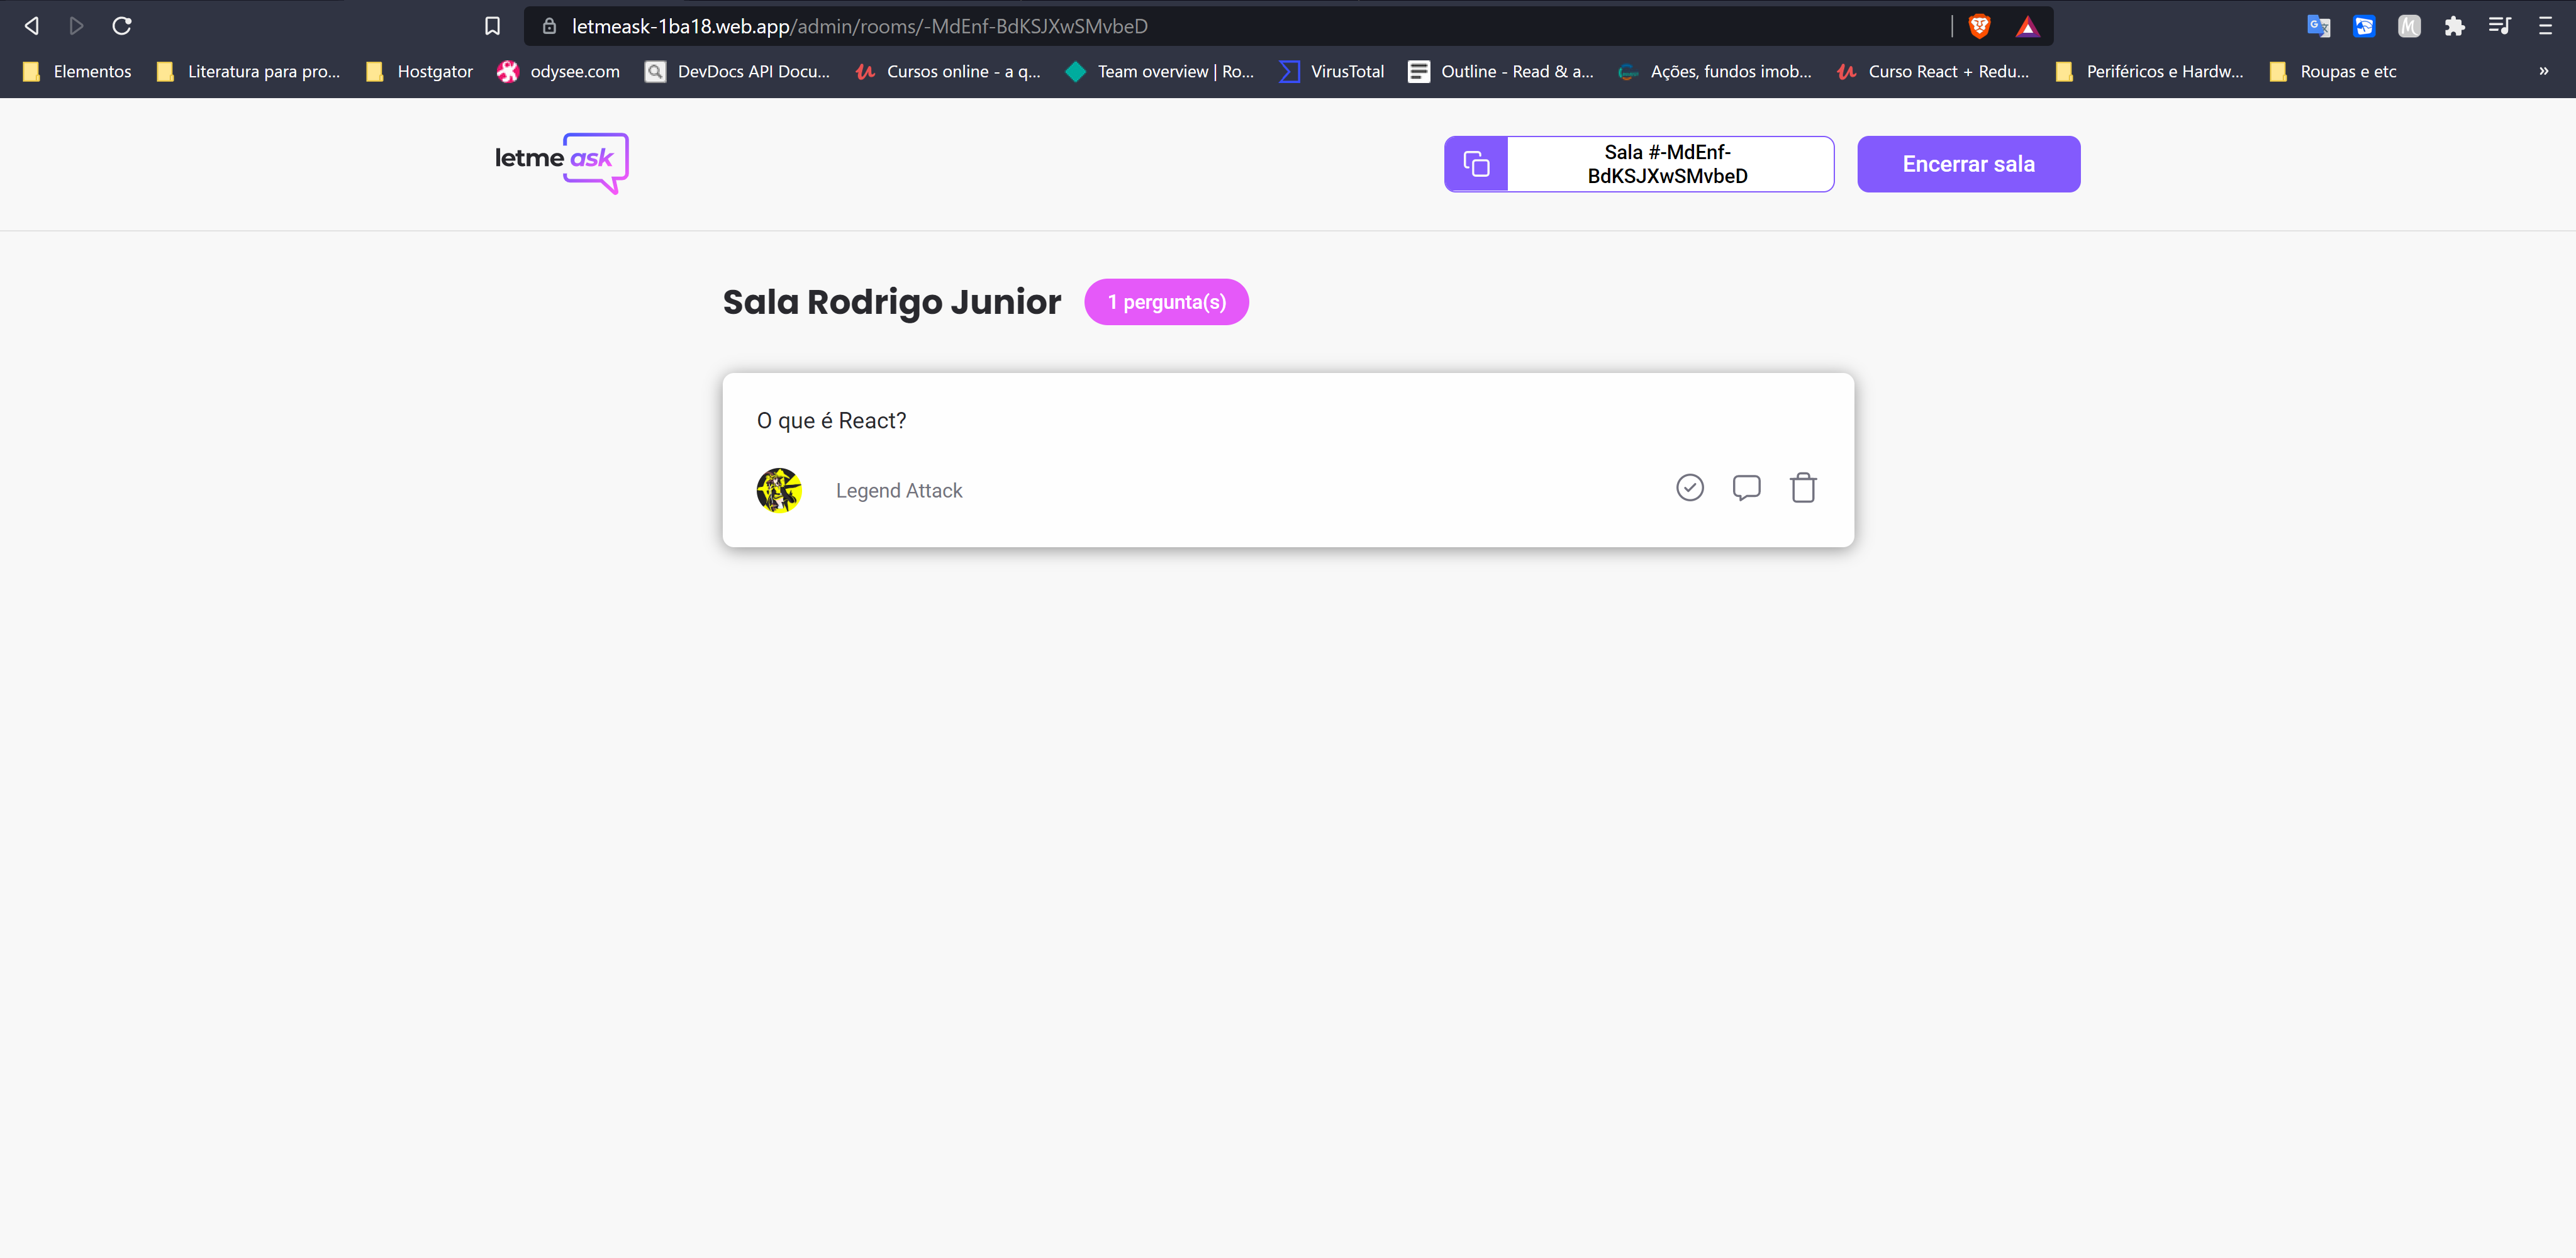 letmeask-1ba18.web.app/admin/rooms/-MdEnf-BdKSJXwSMvbeD
Elementos Literatura para pro... Hostgator odysee.com DevDocs API Docu... Cursos online - a q... Team overview | Ro... VirusTotal Outline - Read & a... Ações, fundos imob... Curso React + Redu... Periféricos e Hardw... Roupas e etc »
letmeask
Sala #-MdEnf-
BdKSJXwSMvbeD
Encerrar sala
Sala Rodrigo Junior 1 pergunta(s)
O que é React?
Legend Attack